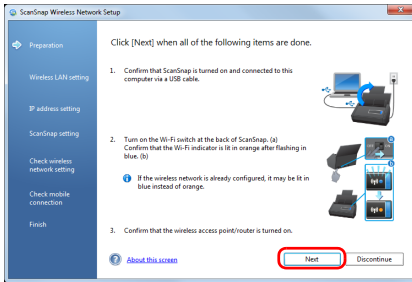 ScanSnap Wireless Network Setup
Preparation
Wireless LAN setting
IP address setting
ScanSnap setting
Check wireless
network setting
Check mobile
connection
Finish
Click [Next] when all of the following items are done.
1. Confirm that ScanSnap is turned on and connected to this
computer via a USB cable.
2. Turn on the Wi-Fi switch at the back of ScanSnap. (a)
Confirm that the Wi-Fi indicator is lit in orange after flashing in
blue. (b)
If the wireless network is already configured, it may be lit in
blue instead of orange.
a
b
3. Confirm that the wireless access point/router is turned on.
About this screen
Next
Discontinue